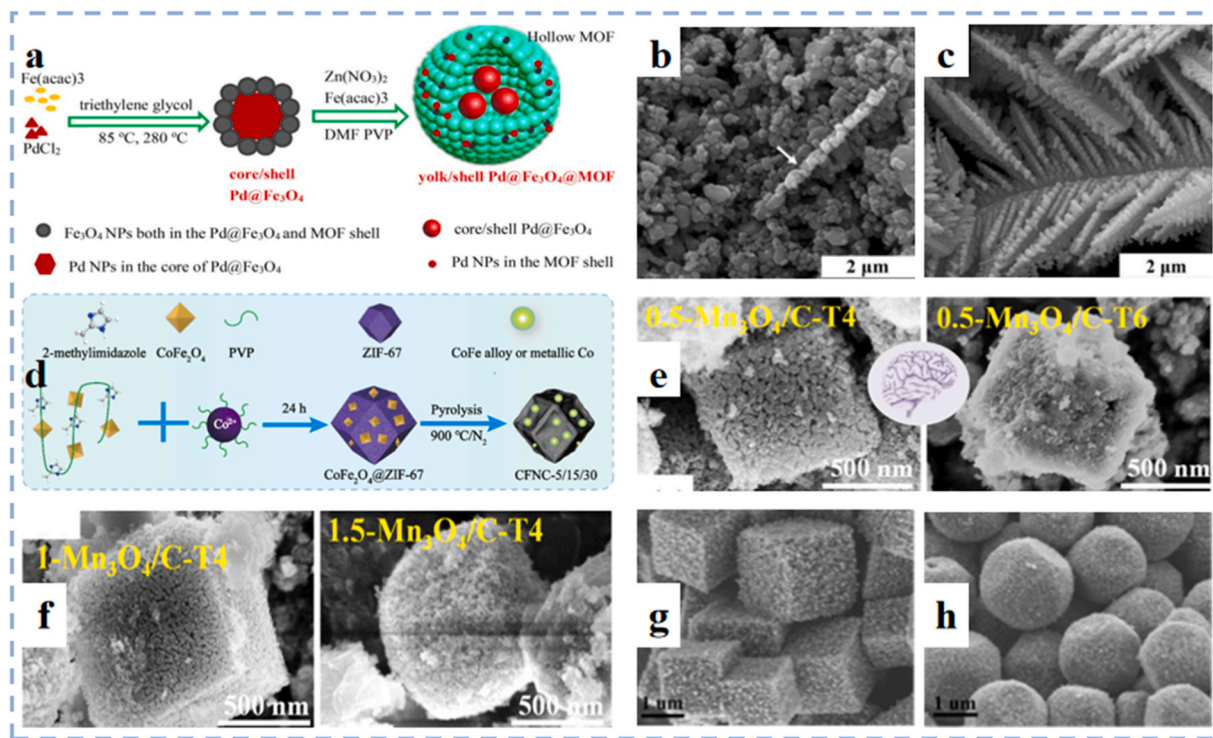 a
Fe(acac)3
PdCl₂
triethylene glycol
85 ℃, 280 ℃
core/shell
Pd@Fe₃O₄
Zn(NO₃)₂
Fe(acac)3
DMF PVP
Hollow MOF
yolk/shell Pd@Fe₃O₄@MOF
Fe₃O₄ NPs both in the Pd@Fe₃O₄ and MOF shell
core/shell Pd@Fe₃O₄
Pd NPs in the core of Pd@Fe₃O₄
Pd NPs in the MOF shell
b
2 μm
c
2 μm
d
2-methylimidazole
CoFe₂O₄
PVP
ZIF-67
CoFe alloy or metallic Co
Co²⁺
24 h
Pyrolysis
900 ℃/N₂
CoFe₂O₄@ZIF-67
CFNC-5/15/30
e
0.5-Mn₃O₄/C-T4
500 nm
0.5-Mn₃O₄/C-T6
500 nm
f
1-Mn₃O₄/C-T4
500 nm
1.5-Mn₃O₄/C-T4
500 nm
g
1 um
h
1 um